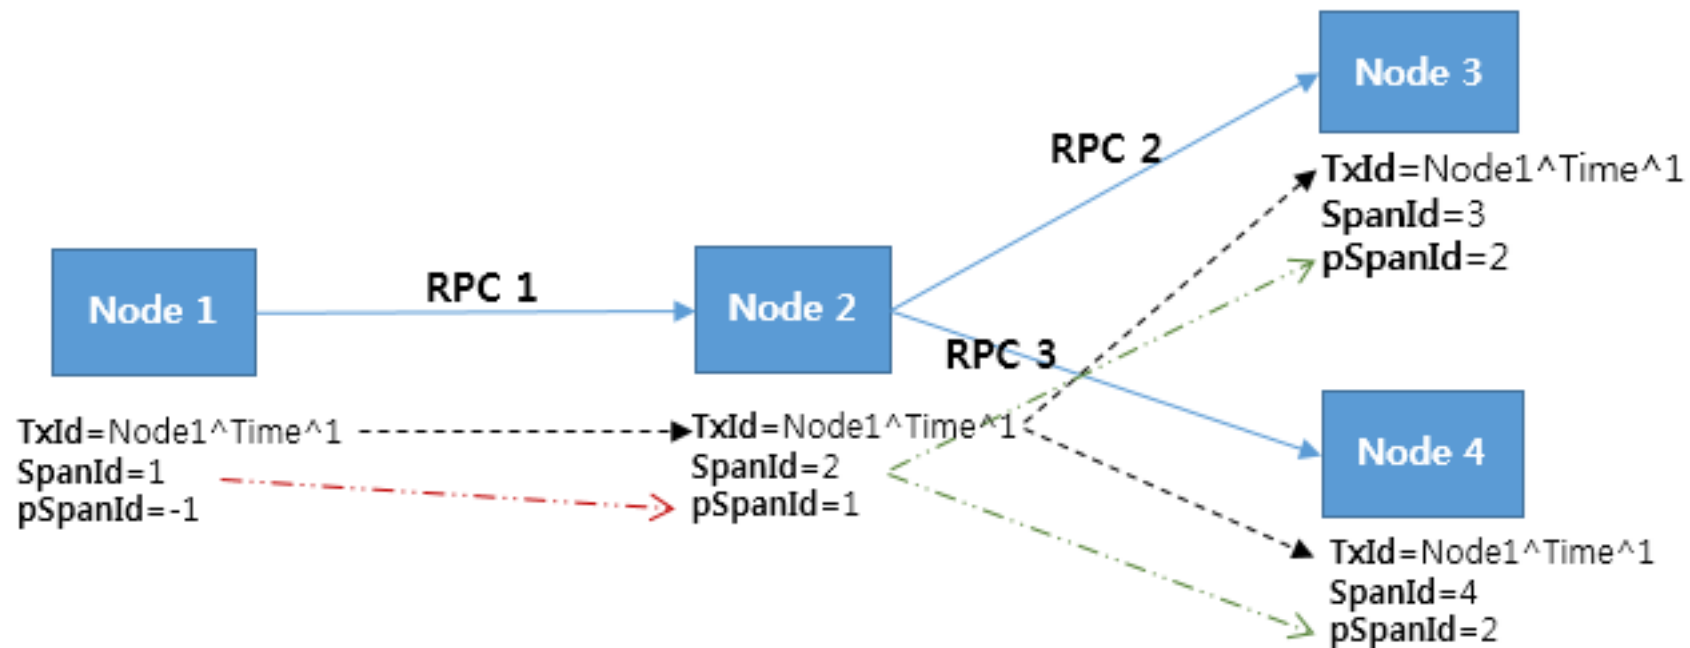 Node 1
RPC 1
Node 2
RPC 2
RPC 3
Node 3
TxId=Node1^Time^1
SpanId=3
pSpanId=2
TxId=Node1^Time^1
SpanId=1
pSpanId=-1
TxId=Node1^Time^1
SpanId=2
pSpanId=1
Node 4
TxId=Node1^Time^1
SpanId=4
pSpanId=2